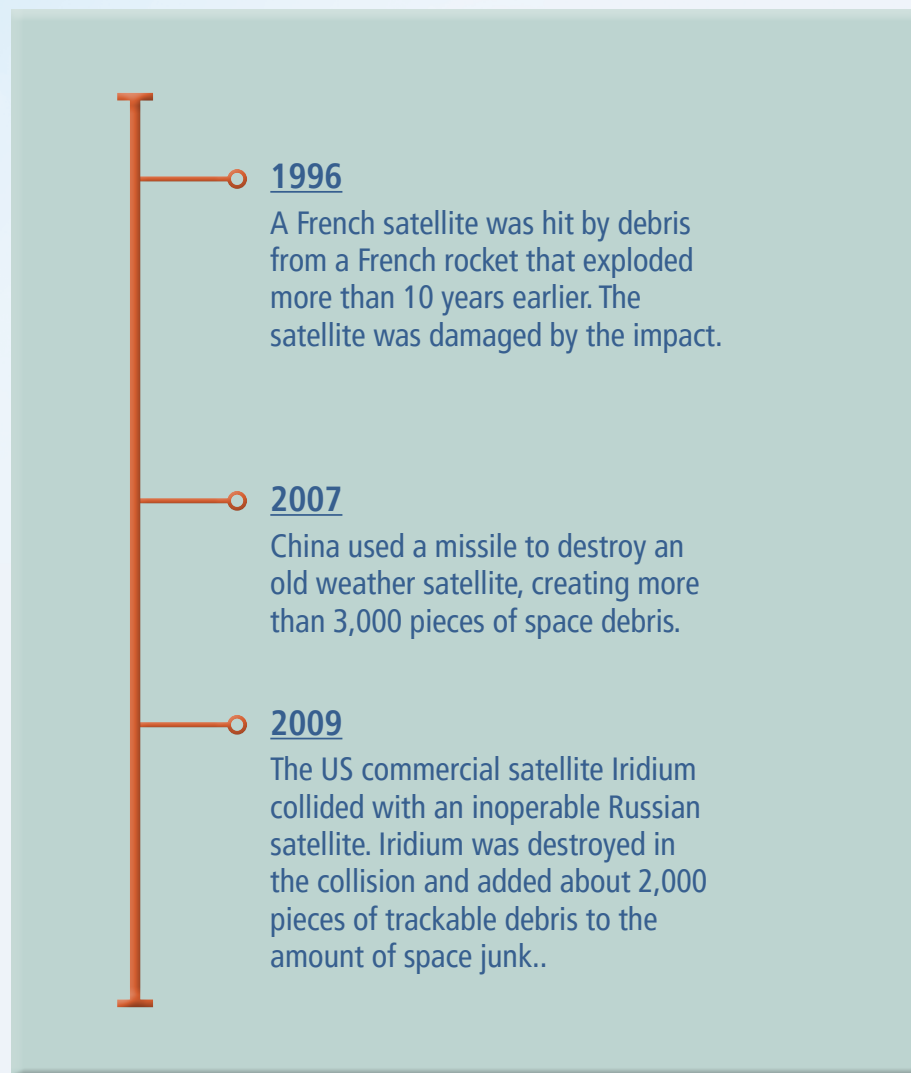 1996
A French satellite was hit by debris
from a French rocket that exploded
more than 10 years earlier. The
satellite was damaged by the impact.
2007
China used a missile to destroy an
old weather satellite, creating more
than 3,000 pieces of space debris.
2009
The US commercial satellite Iridium
collided with an inoperable Russian
satellite. Iridium was destroyed in
the collision and added about 2,000
pieces of trackable debris to the
amount of space junk..